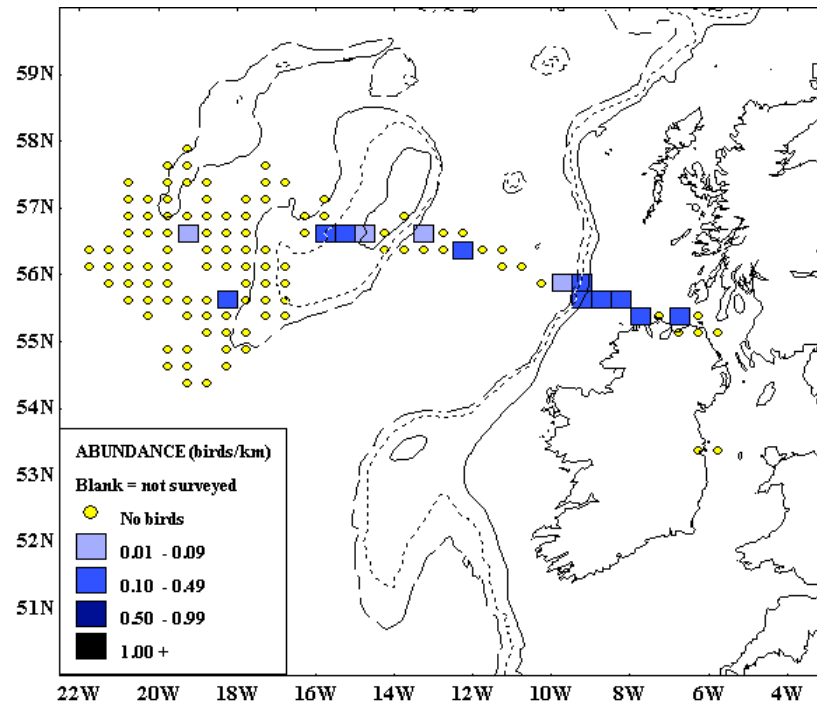 59N
58N
57N
56N
55N
54N
53N
52N
51N
ABUNDANCE (birds/km)
Blank = not surveyed
No birds
0.01 - 0.09
0.10 - 0.49
0.50 - 0.99
1.00 +
22W 20W 18W 16W 14W 12W 10W 8W 6W 4W